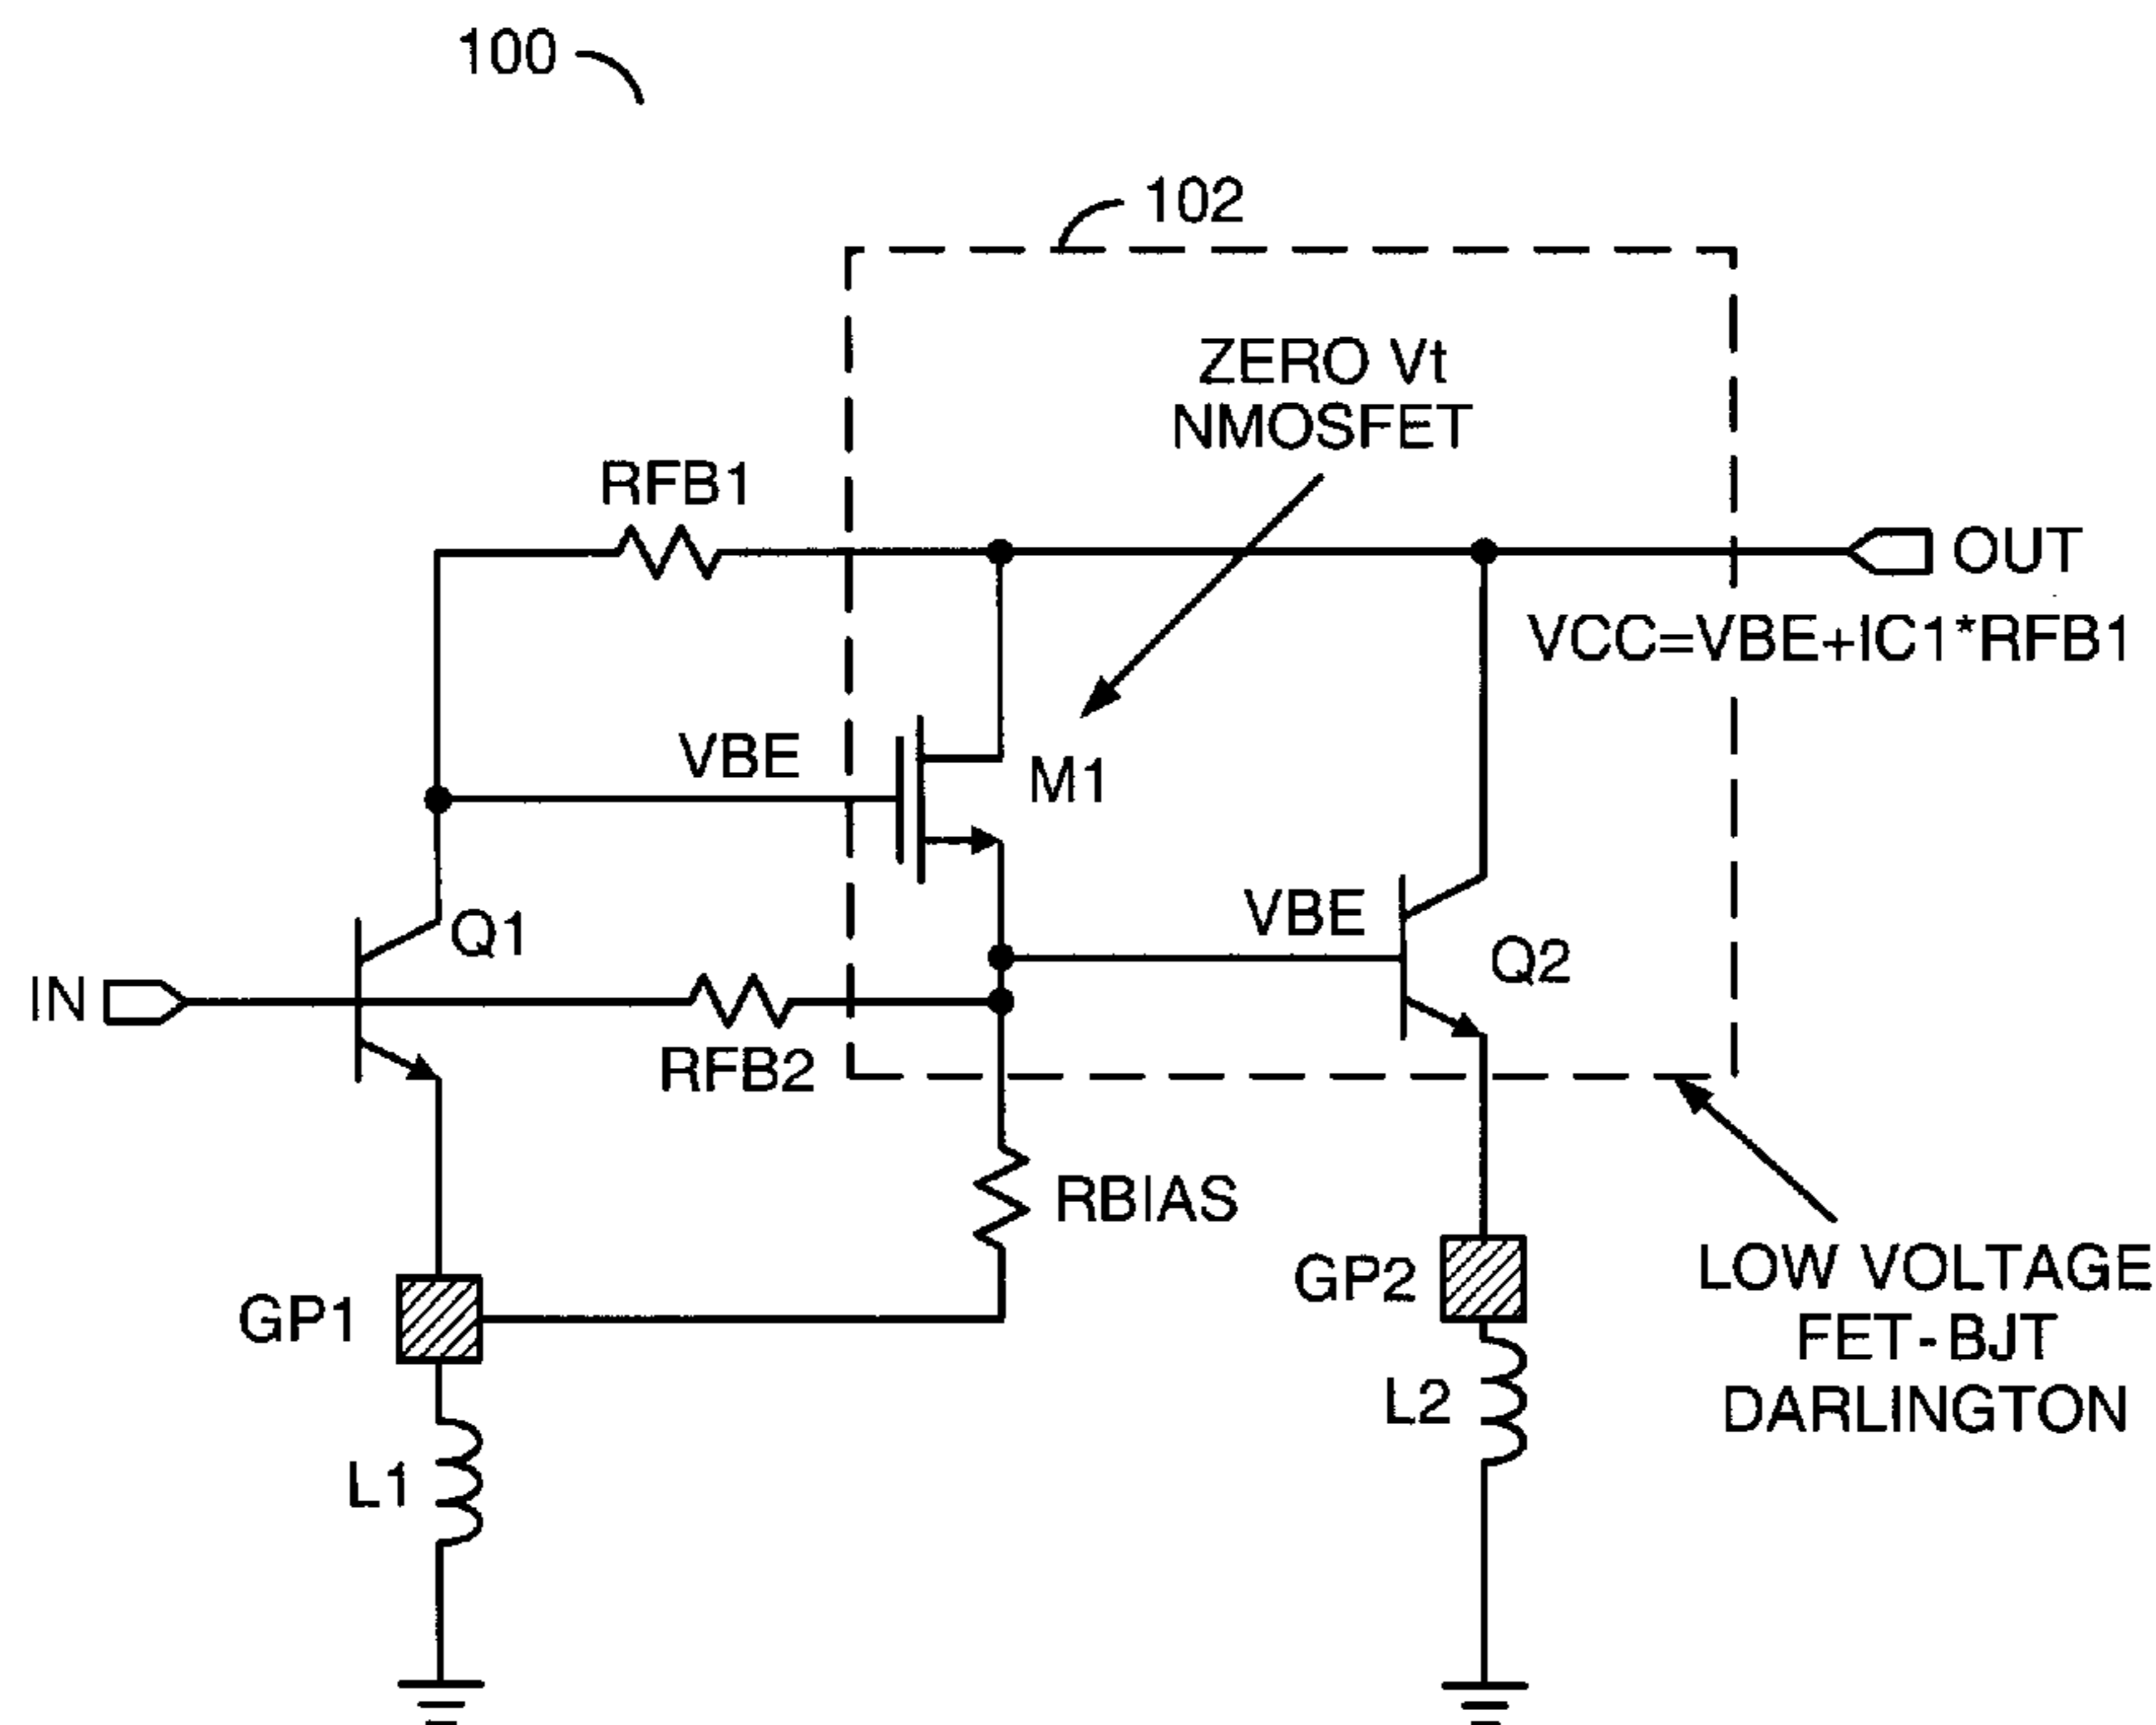 100
102
ZERO Vt
NMOSFET
RFB1
OUT
VCC=VBE+IC1*RFB1
VBE
M1
VBE
Q1
Q2
IN
RFB2
RBIAS
GP1
GP2
LOW VOLTAGE
FET-BJT
DARLINGTON
L2
L1